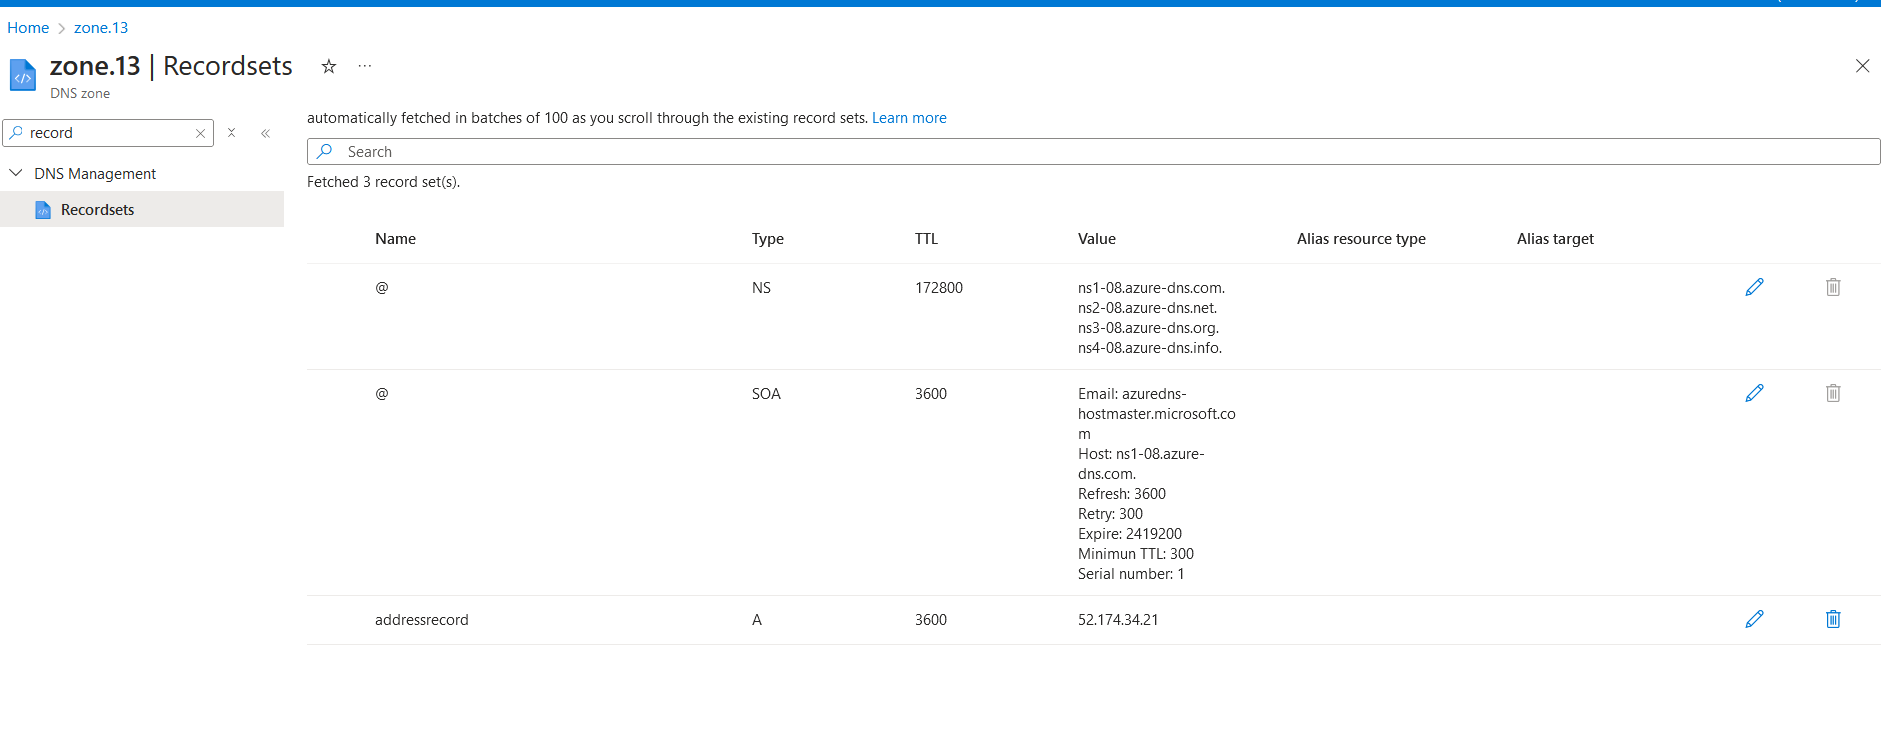 Home > zone.13
zone.13 | Recordsets
DNS zone
record
automatically fetched in batches of 100 as you scroll through the existing record sets. Learn more
Search
DNS Management
Fetched 3 record set(s).
Recordsets
Name Type TTL Value Alias resource type Alias target
@ NS 172800 ns1-08.azure-dns.com.
ns2-08.azure-dns.net.
ns3-08.azure-dns.org.
ns4-08.azure-dns.info.
@ SOA 3600 Email: azuredns-
hostmaster.microsoft.co
m
Host: ns1-08.azure-
dns.com.
Refresh: 3600
Retry: 300
Expire: 2419200
Minimun TTL: 300
Serial number: 1
addressrecord A 3600 52.174.34.21